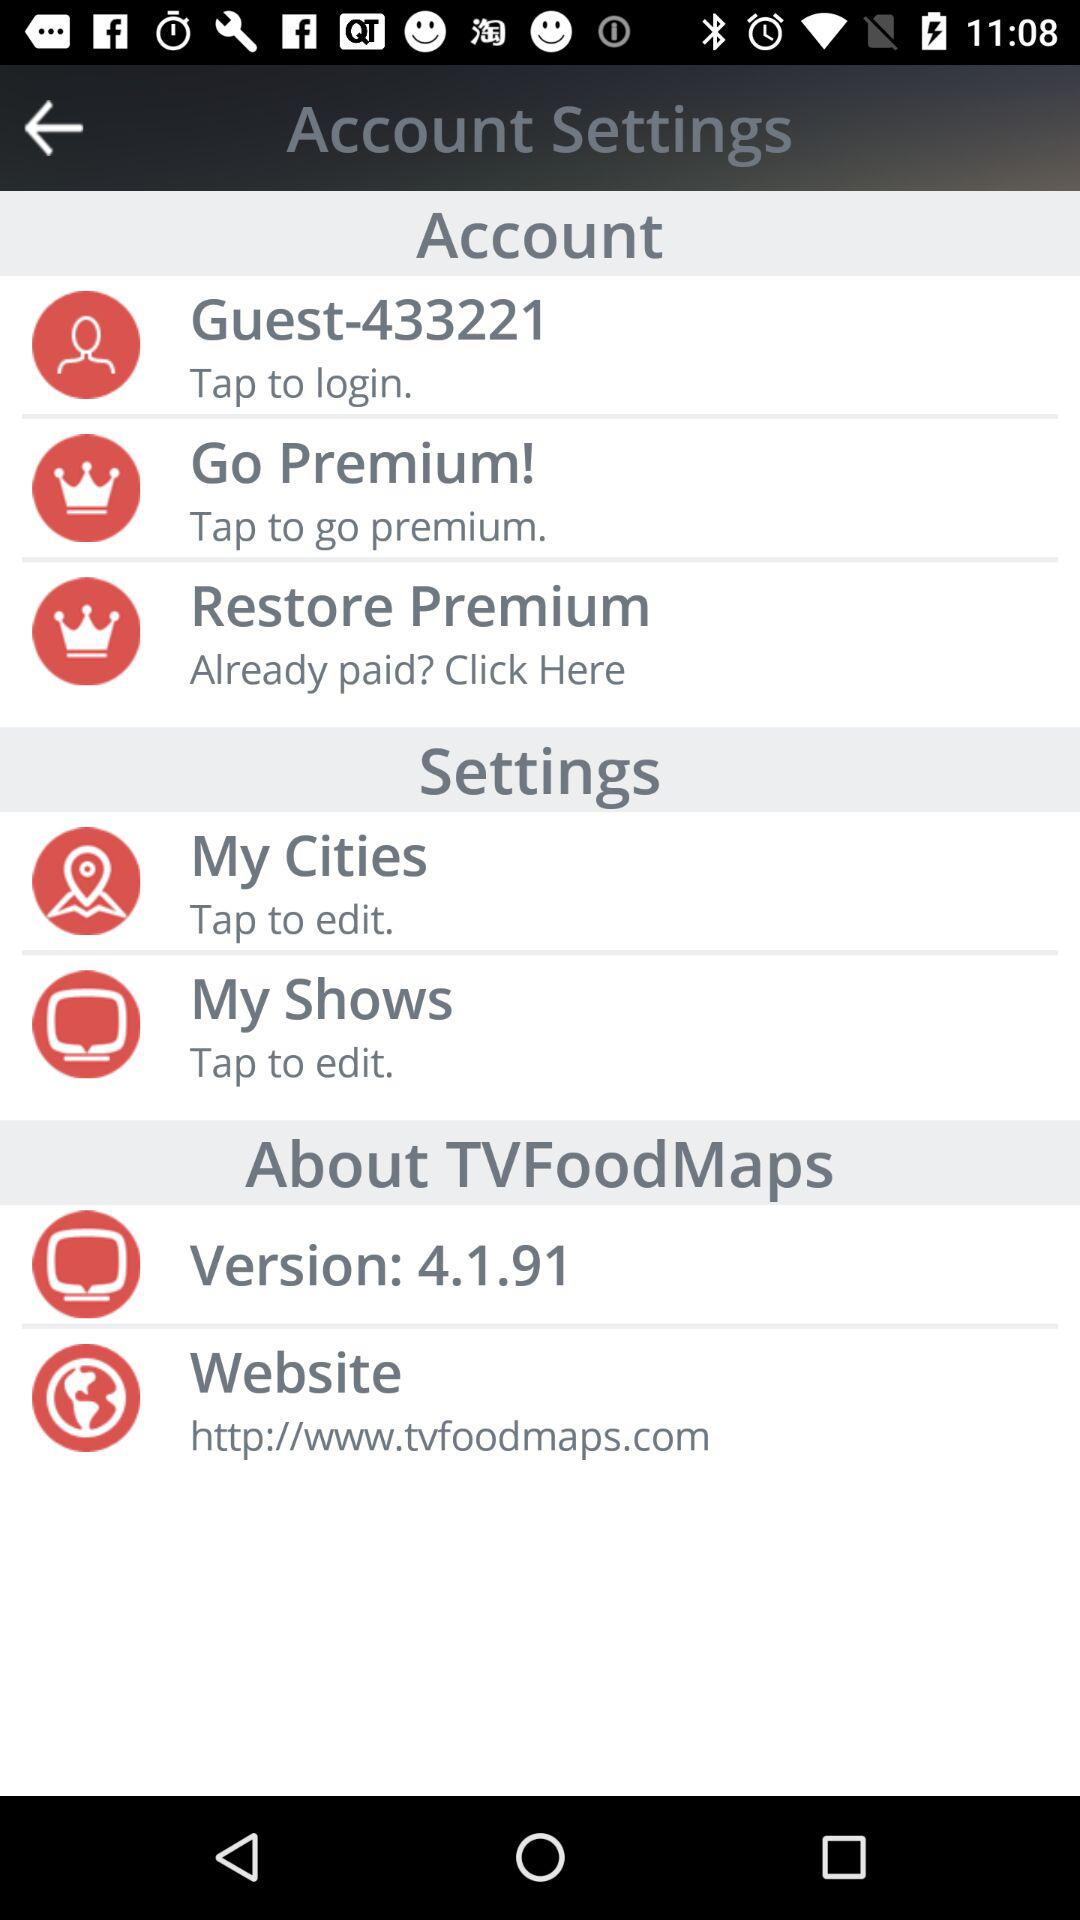 QT 淘 11:08
Account Settings
Account
Guest-433221
Tap to login.
Go Premium!
Tap to go premium.
Restore Premium
Already paid? Click Here
Settings
My Cities
Tap to edit.
My Shows
Tap to edit.
About TVFoodMaps
Version: 4.1.91
Website
http://www.tvfoodmaps.com